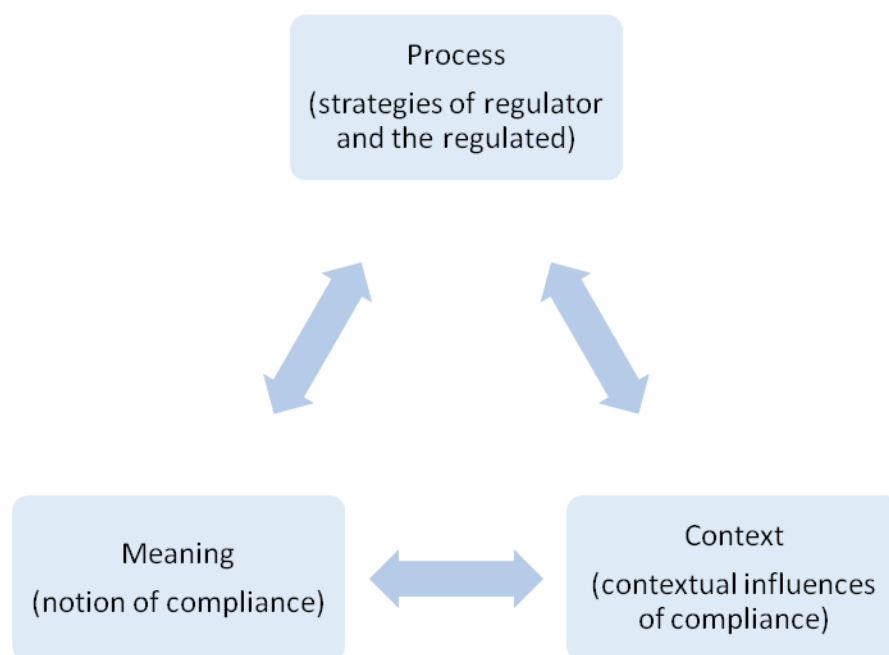 Process
(strategies of regulator
and the regulated)
Meaning
(notion of compliance)
Context
(contextual influences
of compliance)